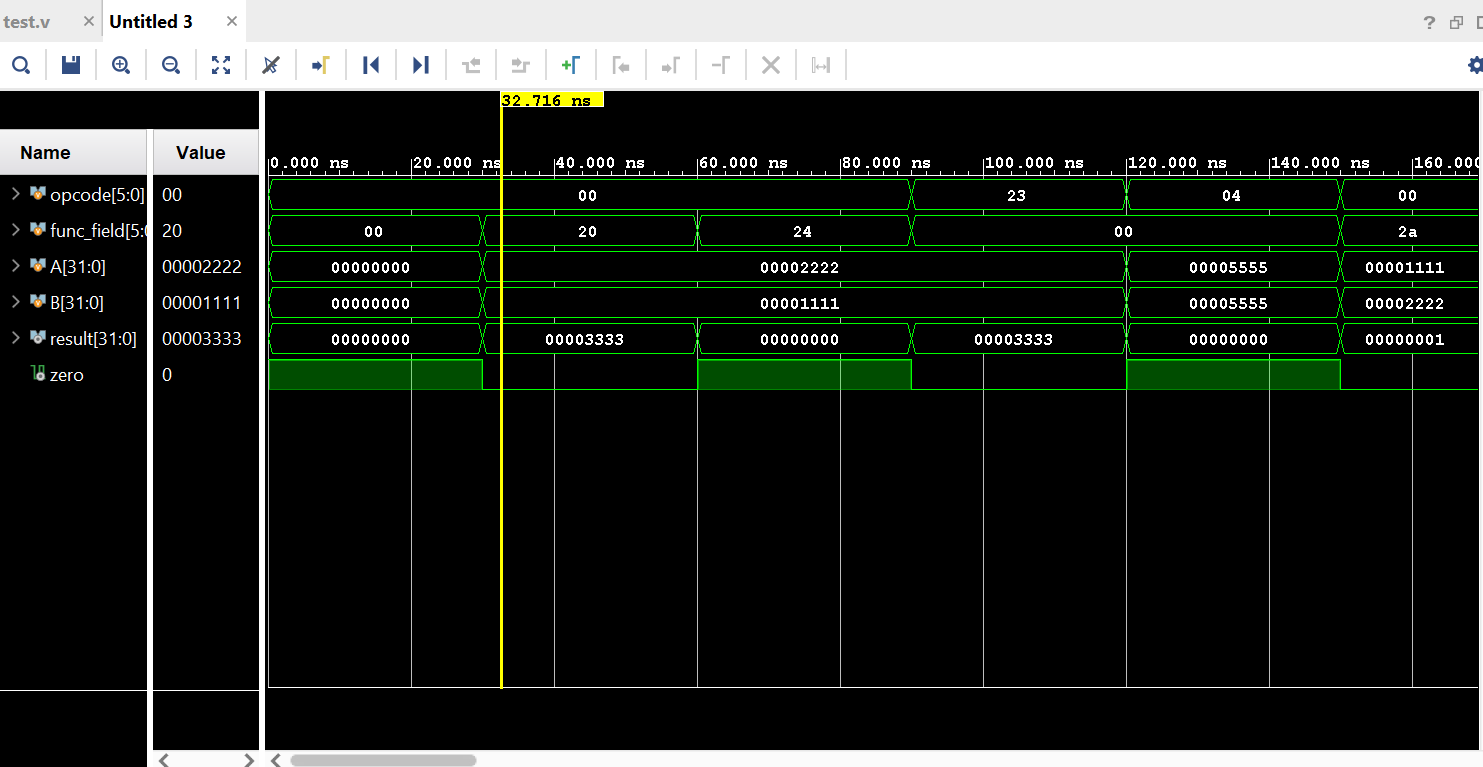 test.v × Untitled 3 ×
?
32.716 ns
Name Value
0.000 ns 20.000 ns 40.000 ns 60.000 ns 80.000 ns 100.000 ns 120.000 ns 140.000 ns 160.000
opcode[5:0] 00 00 23 04 00
func_field[5:0 20 00 20 24 00 2a
A[31:0] 00002222 00000000 00002222 00005555 00001111
B[31:0] 00001111 00000000 00001111 00005555 00002222
result[31:0] 00003333 00000000 00003333 00000000 00003333 00000000 00000001
zero 0